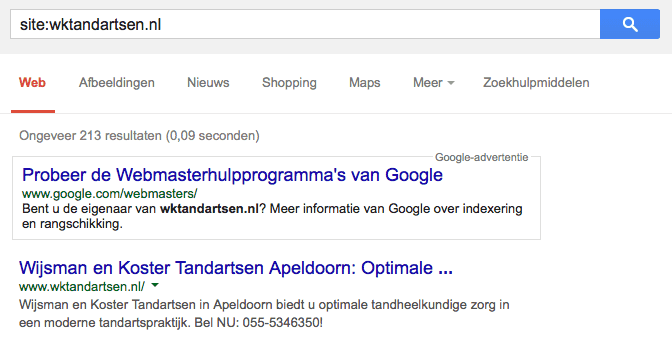 site:wktandartsen.nl
Web Afbeeldingen Nieuws Shopping Maps Meer Zoekhulpmiddelen
Ongeveer 213 resultaten (0,09 seconden)
Google-advertentie
Probeer de Webmasterhulpprogramma's van Google
www.google.com/webmasters/
Bent u de eigenaar van wktandartsen.nl? Meer informatie van Google over indexering
en rangschikking.
Wijsman en Koster Tandartsen Apeldoorn: Optimale ...
www.wktandartsen.nl/
Wijsman en Koster Tandartsen in Apeldoorn biedt u optimale tandheelkundige zorg in
een moderne tandartspraktijk. Bel NU: 055-5346350!